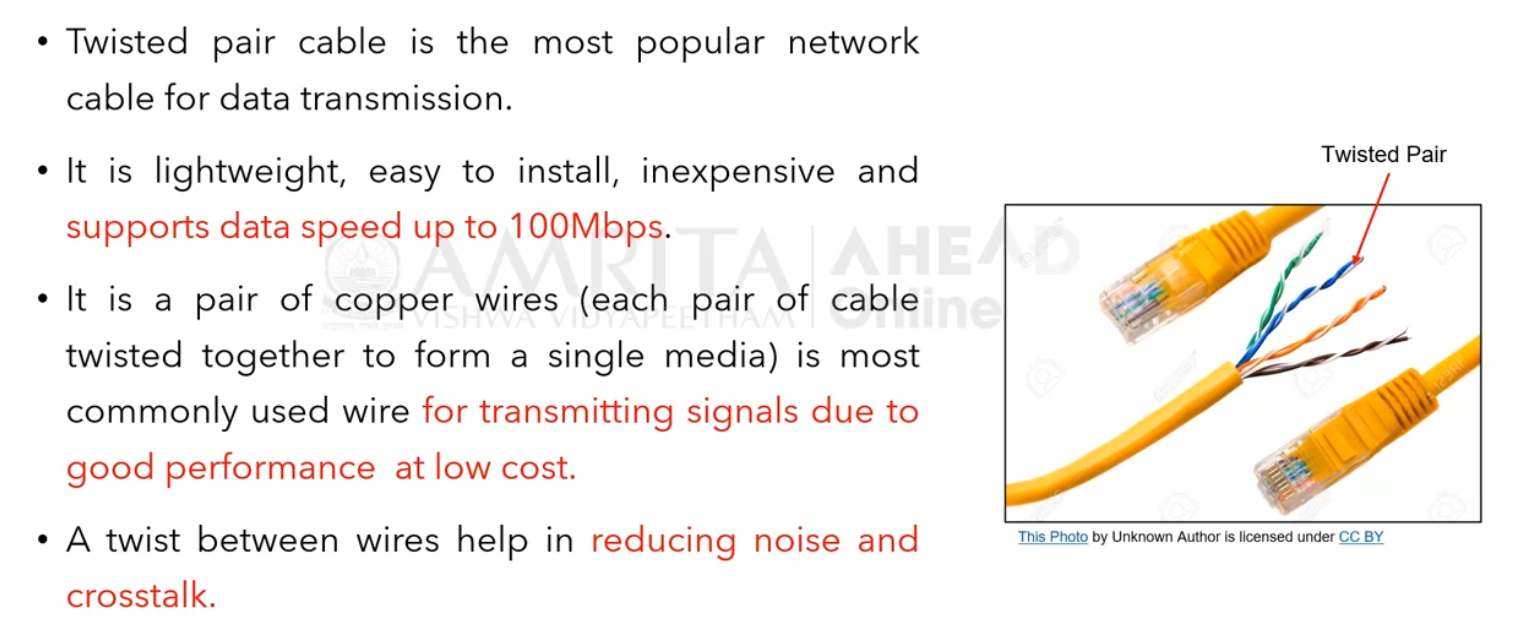 • Twisted pair cable is the most popular network
cable for data transmission.
• It is lightweight, easy to install, inexpensive and
supports data speed up to 100Mbps.
• It is a pair of copper wires (each pair of cable
twisted together to form a single media) is most
commonly used wire for transmitting signals due to
good performance at low cost.
• A twist between wires help in reducing noise and
crosstalk.
AMRITA AHEAD
VISHWA VIDYAPEETHAM Online
Twisted Pair
This Photo by Unknown Author is licensed under CC BY